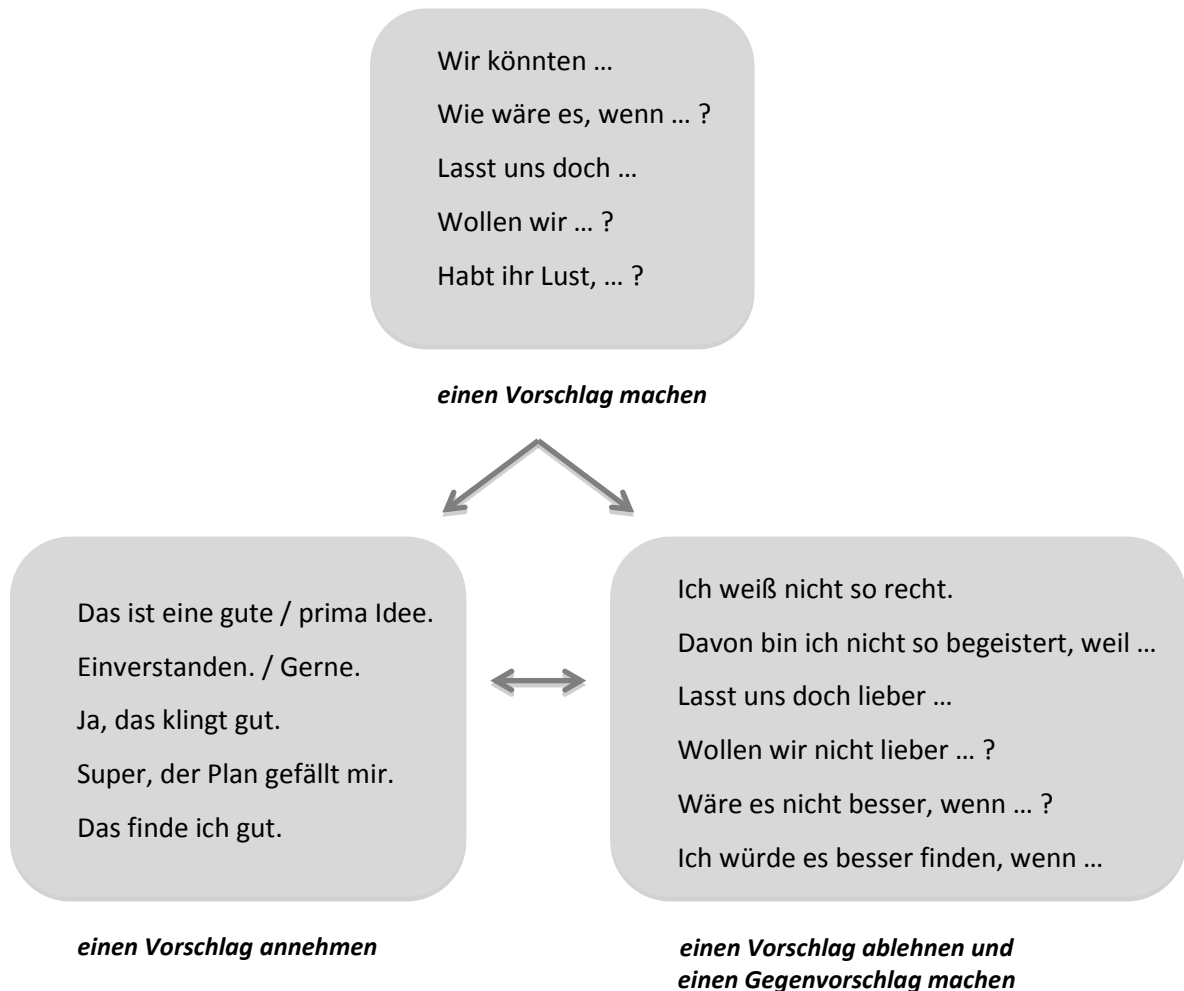 Wir könnten …
Wie wäre es, wenn … ?
Lasst uns doch …
Wollen wir … ?
Habt ihr Lust, … ?
einen Vorschlag machen
Das ist eine gute / prima Idee.
Einverstanden. / Gerne.
Ja, das klingt gut.
Super, der Plan gefällt mir.
Das finde ich gut.
einen Vorschlag annehmen
Ich weiß nicht so recht.
Davon bin ich nicht so begeistert, weil …
Lasst uns doch lieber …
Wollen wir nicht lieber … ?
Wäre es nicht besser, wenn … ?
Ich würde es besser finden, wenn …
einen Vorschlag ablehnen und
einen Gegenvorschlag machen